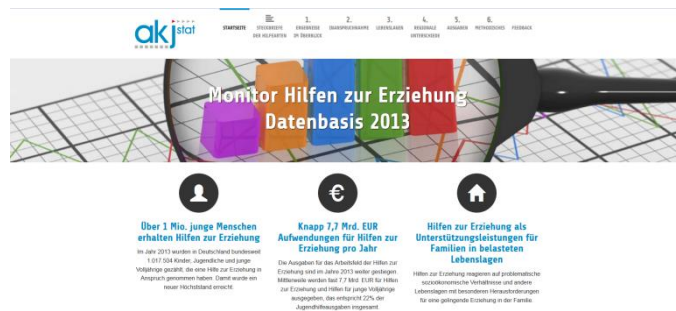 akjstat
STARTSEITE
STECKBRIEFE
DER HILFEARTEN
1.
ERGEBNISSE
IM ÜBERBLICK
2.
INANSPRUCHNAHME
3.
LEBENSLAGEN
4.
REGIONALE
UNTERSCHIEDE
5.
AUSGABEN
6.
METHODISCHES
FEEDBACK
Monitor Hilfen zur Erziehung
Datenbasis 2013
Über 1 Mio. junge Menschen
erhalten Hilfen zur Erziehung
Im Jahr 2013 wurden in Deutschland bundesweit
1.017.504 Kinder, Jugendliche und junge
Volljährige gezählt, die eine Hilfe zur Erziehung in
Anspruch genommen haben. Damit wurde ein
neuer Höchststand erreicht.
€
Knapp 7,7 Mrd. EUR
Aufwendungen für Hilfen zur
Erziehung pro Jahr
Die Ausgaben für das Arbeitsfeld der Hilfen zur
Erziehung sind im Jahre 2013 weiter gestiegen.
Mittlerweile werden fast 7,7 Mrd. EUR für Hilfen
zur Erziehung und Hilfen für junge Volljährige
ausgegeben, das entspricht 22% der
Jugendhilfeausgaben insgesamt.
Hilfen zur Erziehung als
Unterstützungsleistungen für
Familien in belasteten
Lebenslagen
Hilfen zur Erziehung reagieren auf problematische
sozioökonomische Verhältnisse und andere
Lebenslagen mit besonderen Herausforderungen
für eine gelingende Erziehung in der Familie.